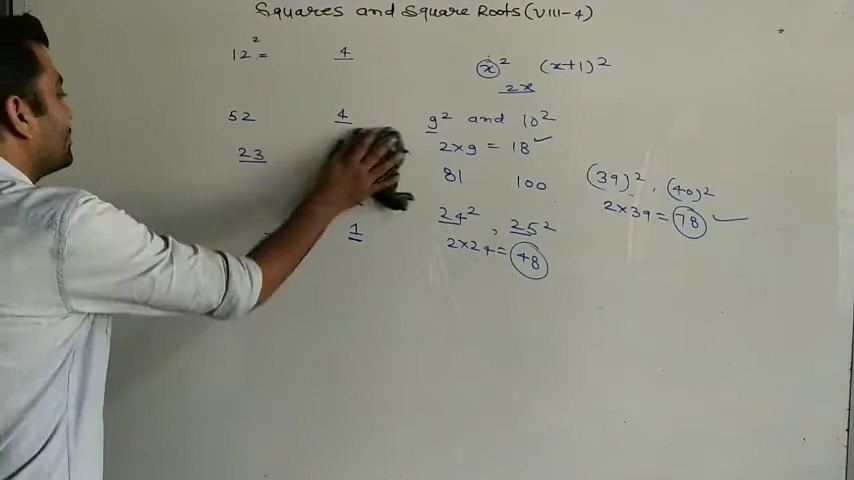 Squares and Square Roots (VIII-4)
12² = 4
x² (x+1)²
2x
52 4
9² and 10²
2×9 = 18 ✓
23
81 100
(39)², (40)²
2×39 = 78
24², 25²
1
2×24 = 48